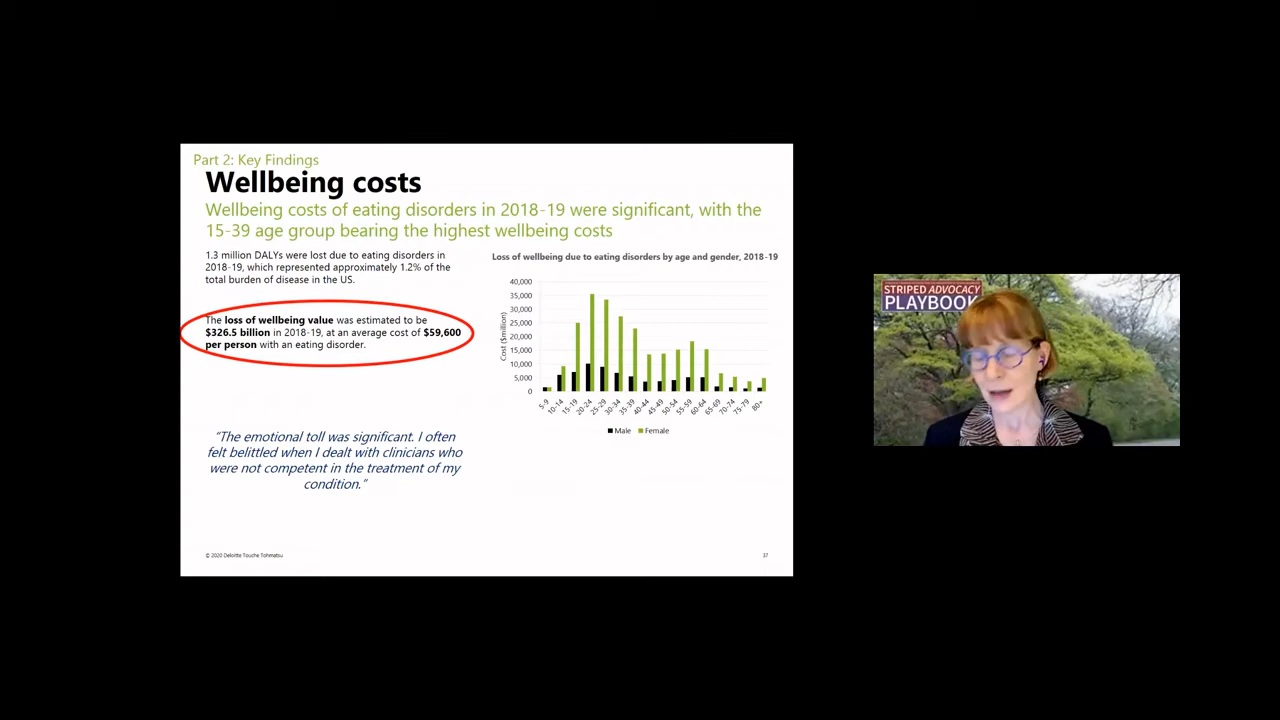 Part 2: Key Findings
Wellbeing costs
Wellbeing costs of eating disorders in 2018-19 were significant, with the
15-39 age group bearing the highest wellbeing costs
1.3 million DALYs were lost due to eating disorders in
2018-19, which represented approximately 1.2% of the
total burden of disease in the US.
The loss of wellbeing value was estimated to be
$326.5 billion in 2018-19, at an average cost of $59,600
per person with an eating disorder.
"The emotional toll was significant. I often
felt belittled when I dealt with clinicians who
were not competent in the treatment of my
condition."
Loss of wellbeing due to eating disorders by age and gender, 2018-19
Cost ($million)
40,000
35,000
30,000
25,000
20,000
15,000
10,000
5,000
0
5-9
10-14
15-19
20-24
25-29
30-34
35-39
40-44
45-49
50-54
55-59
60-64
65-69
70-74
75-79
80+
Male Female
© 2020 Deloitte Touche Tohmatsu
37
STRIPED ADVOCACY
PLAYBOOK